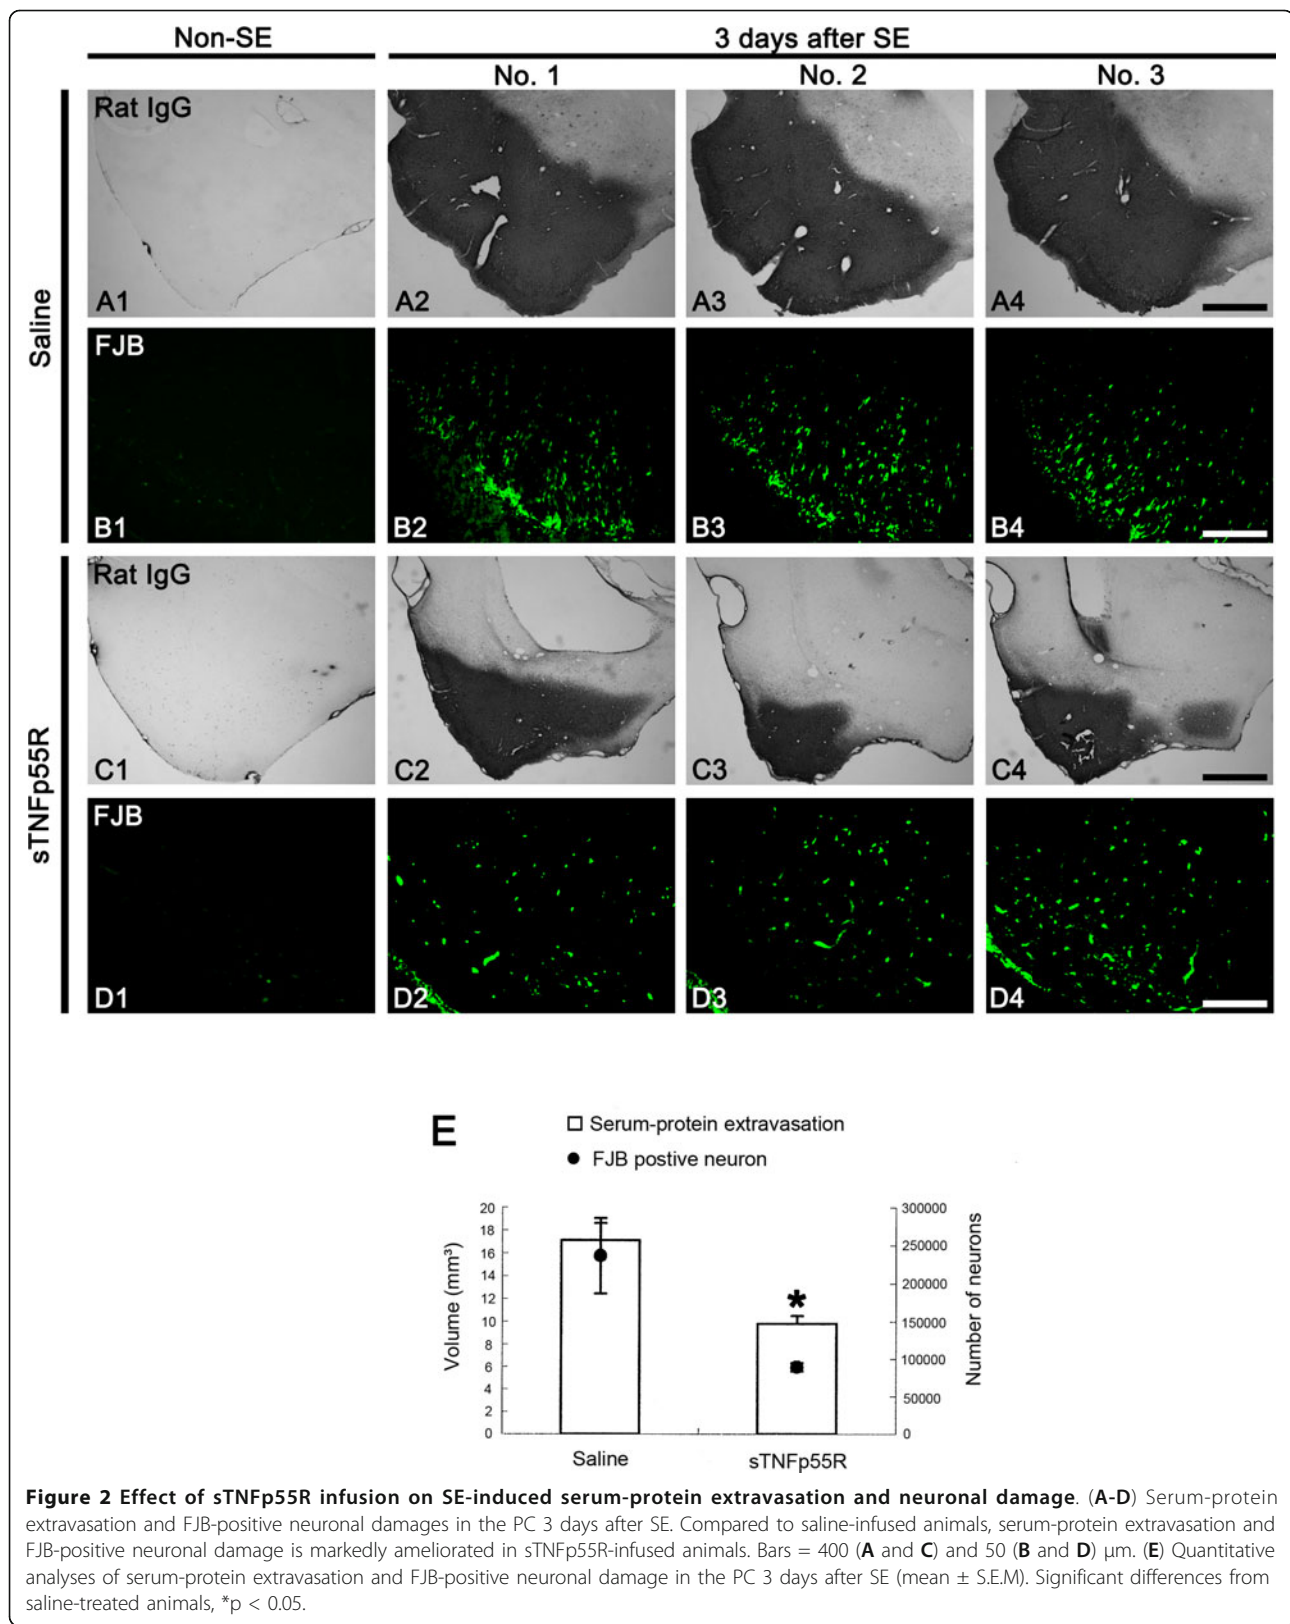 Non-SE
3 days after SE
No. 1
No. 2
No. 3
Saline
Rat IgG
A1
A2
A3
A4
FJB
B1
B2
B3
B4
sTNFp55R
Rat IgG
C1
C2
C3
C4
FJB
D1
D2
D3
D4
E
Serum-protein extravasation
FJB postive neuron
Volume (mm³)
20
18
16
14
12
10
8
6
4
2
0
*
300000
250000
200000
150000
100000
50000
0
Number of neurons
Saline
sTNFp55R
Figure 2 Effect of sTNFp55R infusion on SE-induced serum-protein extravasation and neuronal damage. (A-D) Serum-protein
extravasation and FJB-positive neuronal damages in the PC 3 days after SE. Compared to saline-infused animals, serum-protein extravasation and
FJB-positive neuronal damage is markedly ameliorated in sTNFp55R-infused animals. Bars = 400 (A and C) and 50 (B and D) μm. (E) Quantitative
analyses of serum-protein extravasation and FJB-positive neuronal damage in the PC 3 days after SE (mean ± S.E.M). Significant differences from
saline-treated animals, *p < 0.05.